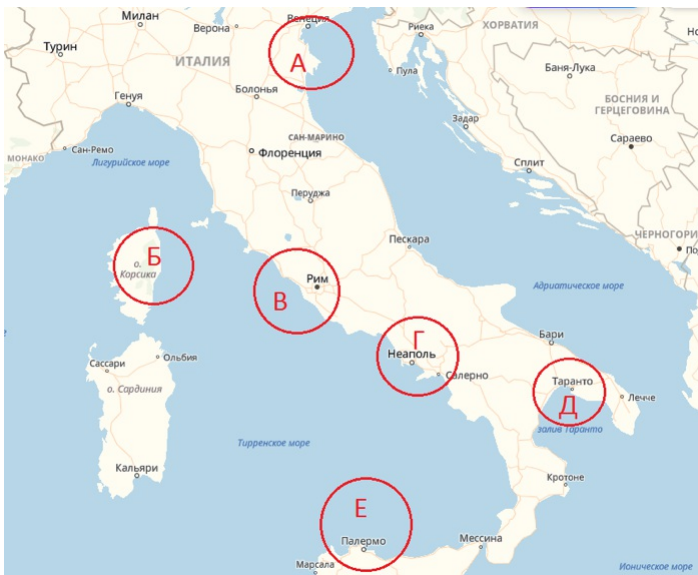 Милан
Верона
Венеция
Риека
ХОРВАТИЯ
Но
Турин
ИТАЛИЯ
А
Пула
Баня-Лука
Болонья
Генуя
БОСНИЯ И
ГЕРЦЕГОВИНА
Задар
САН-МАРИНО
Сараево
МОНАКО
Сан-Ремо
Флоренция
Лигурийское море
Сплит
Перуджа
ЧЕРНОГОРИ
По
Пескара
Б
о.
Корсика
Рим
В
Адриатическое море
Г
Неаполь
Бари
Сассари
Ольбия
Салерно
Таранто
Д
Лечче
о. Сардиния
залив Таранто
Тирренское море
Кальяри
Кротоне
Е
Палермо
Мессина
Марсала
Ионическое море